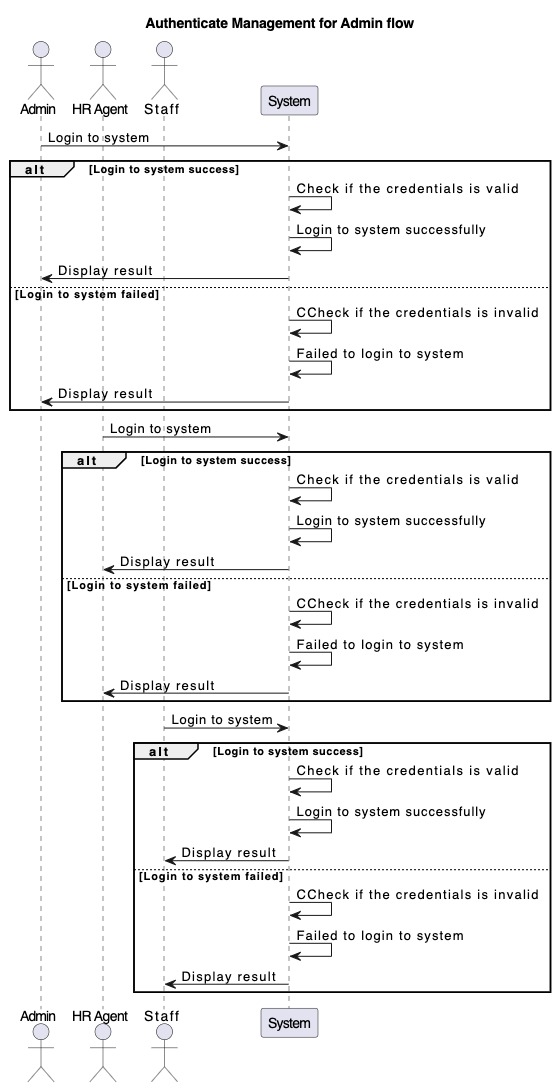 Authenticate Management for Admin flow
Admin HR Agent Staff System
Login to system
alt [Login to system success]
Check if the credentials is valid
Login to system successfully
Display result
[Login to system failed]
CCheck if the credentials is invalid
Failed to login to system
Display result
Login to system
alt [Login to system success]
Check if the credentials is valid
Login to system successfully
Display result
[Login to system failed]
CCheck if the credentials is invalid
Failed to login to system
Display result
Login to system
alt [Login to system success]
Check if the credentials is valid
Login to system successfully
Display result
[Login to system failed]
CCheck if the credentials is invalid
Failed to login to system
Display result
Admin HR Agent Staff System